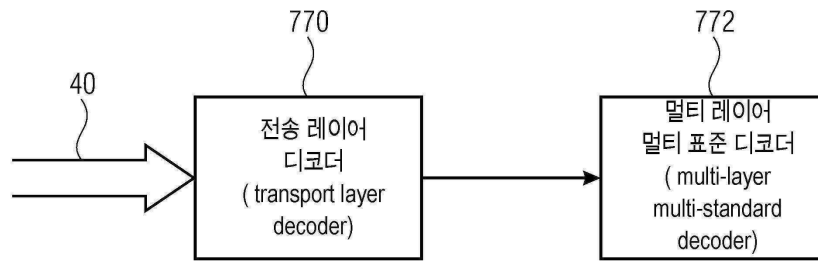 770
772
40
전송 레이어
디코더
( transport layer
decoder)
멀티 레이어
멀티 표준 디코더
( multi-layer
multi-standard
decoder)